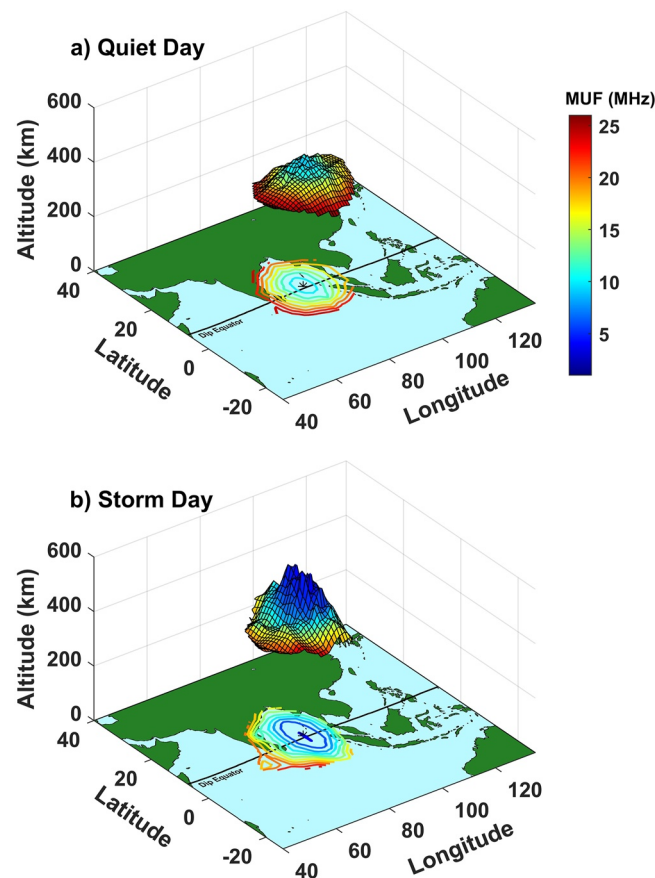 a) Quiet Day
MUF (MHz)
25
20
15
10
5
Altitude (km)
600
400
200
0
40
20
0
-20
Latitude
Dip Equator
40
60
80
100
120
Longitude
b) Storm Day
Altitude (km)
600
400
200
0
40
20
0
-20
Latitude
Dip Equator
40
60
80
100
120
Longitude